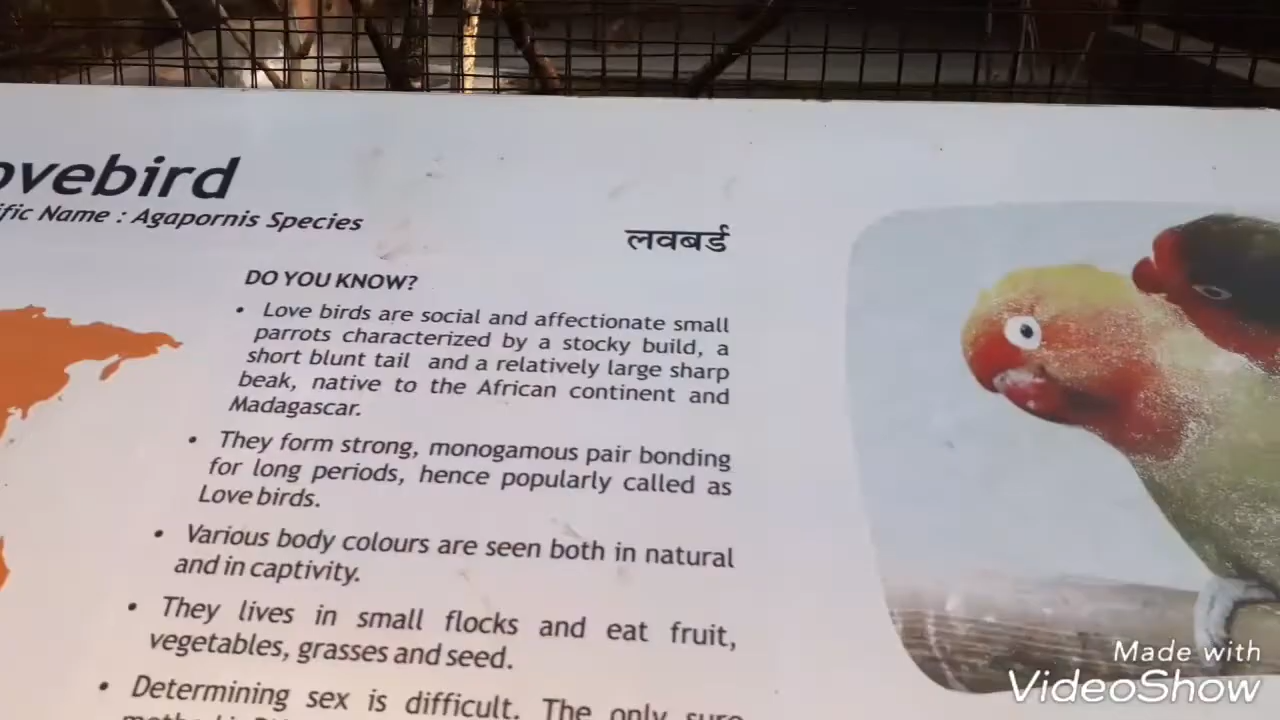 ovebird
ific Name : Agapornis Species
लवबर्ड
DO YOU KNOW?
• Love birds are social and affectionate small
parrots characterized by a stocky build, a
short blunt tail and a relatively large sharp
beak, native to the African continent and
Madagascar.
• They form strong, monogamous pair bonding
for long periods, hence popularly called as
Love birds.
• Various body colours are seen both in natural
and in captivity.
• They lives in small flocks and eat fruit,
vegetables, grasses and seed.
• Determining sex is difficult. The only sure
Made with
VideoShow